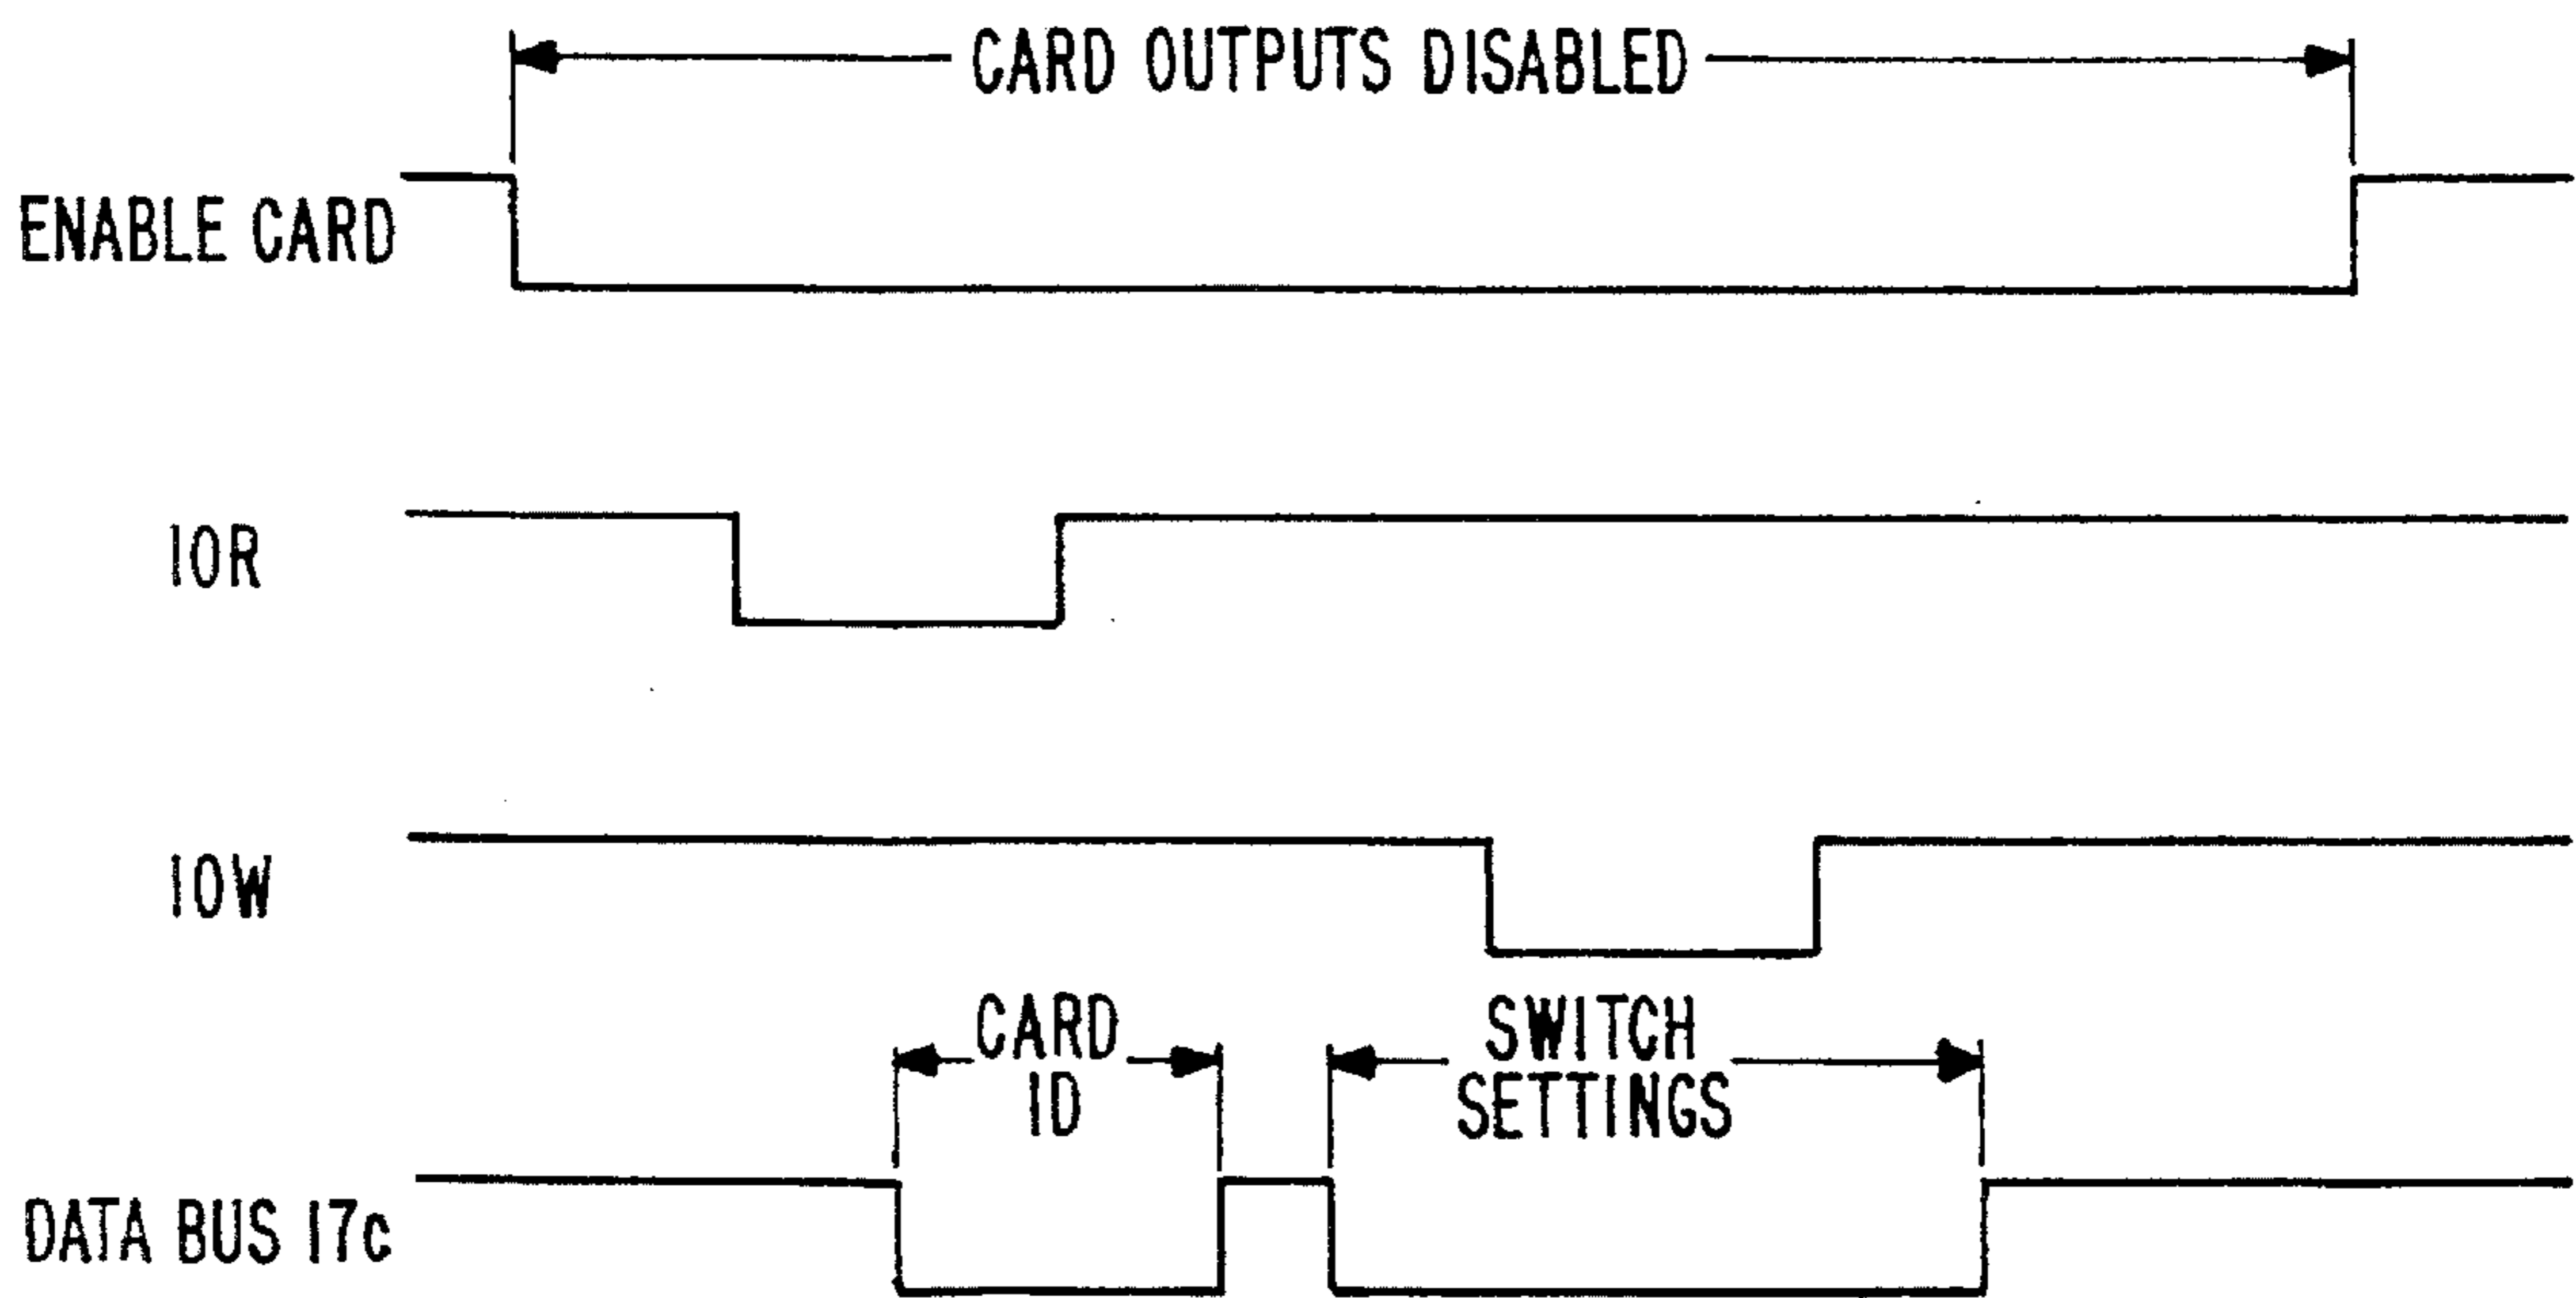 CARD OUTPUTS DISABLED
ENABLE CARD
IOR
IOW
CARD
ID
SWITCH
SETTINGS
DATA BUS 17c